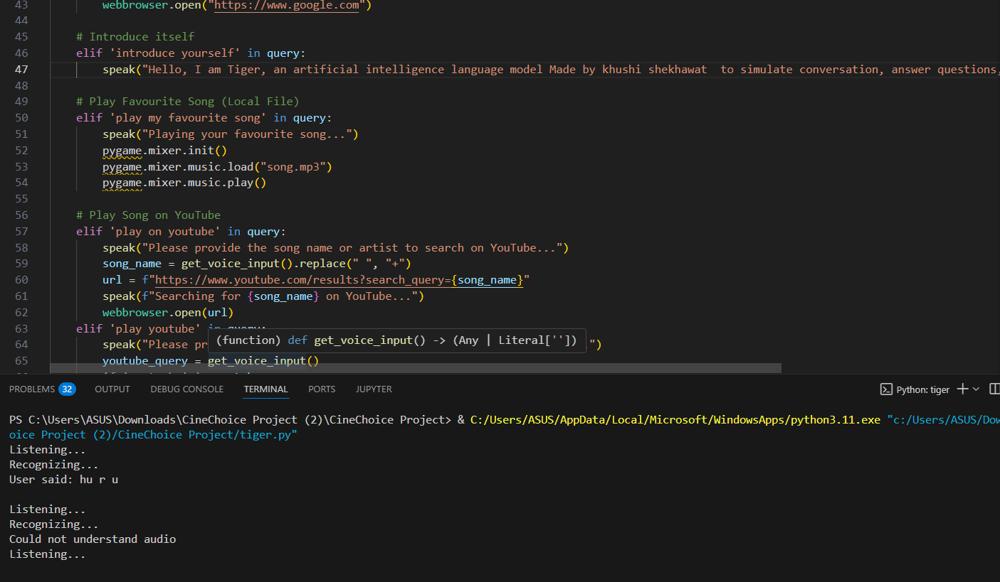 43 webbrowser.open("https://www.google.com")
44
45 # Introduce itself
46 elif 'introduce yourself' in query:
47 speak("Hello, I am Tiger, an artificial intelligence language model Made by khushi shekhawat  to simulate conversation, answer questions,
48
49 # Play Favourite Song (Local File)
50 elif 'play my favourite song' in query:
51 speak("Playing your favourite song...")
52 pygame.mixer.init()
53 pygame.mixer.music.load("song.mp3")
54 pygame.mixer.music.play()
55
56 # Play Song on YouTube
57 elif 'play on youtube' in query:
58 speak("Please provide the song name or artist to search on YouTube...")
59 song_name = get_voice_input().replace(" ", "+")
60 url = f"https://www.youtube.com/results?search_query={song_name}"
61 speak(f"Searching for {song_name} on YouTube...")
62 webbrowser.open(url)
63 elif 'play youtube' in query:
(function) def get_voice_input() -> (Any | Literal[''])
64 speak("Please pr ")
65 youtube_query = get_voice_input()
PROBLEMS 32 OUTPUT DEBUG CONSOLE TERMINAL PORTS JUPYTER Python: tiger
PS C:\Users\ASUS\Downloads\CineChoice Project (2)\CineChoice Project> & C:/Users/ASUS/AppData/Local/Microsoft/WindowsApps/python3.11.exe "c:/Users/ASUS/Dow
oice Project (2)/CineChoice Project/tiger.py"
Listening...
Recognizing...
User said: hu r u
Listening...
Recognizing...
Could not understand audio
Listening...